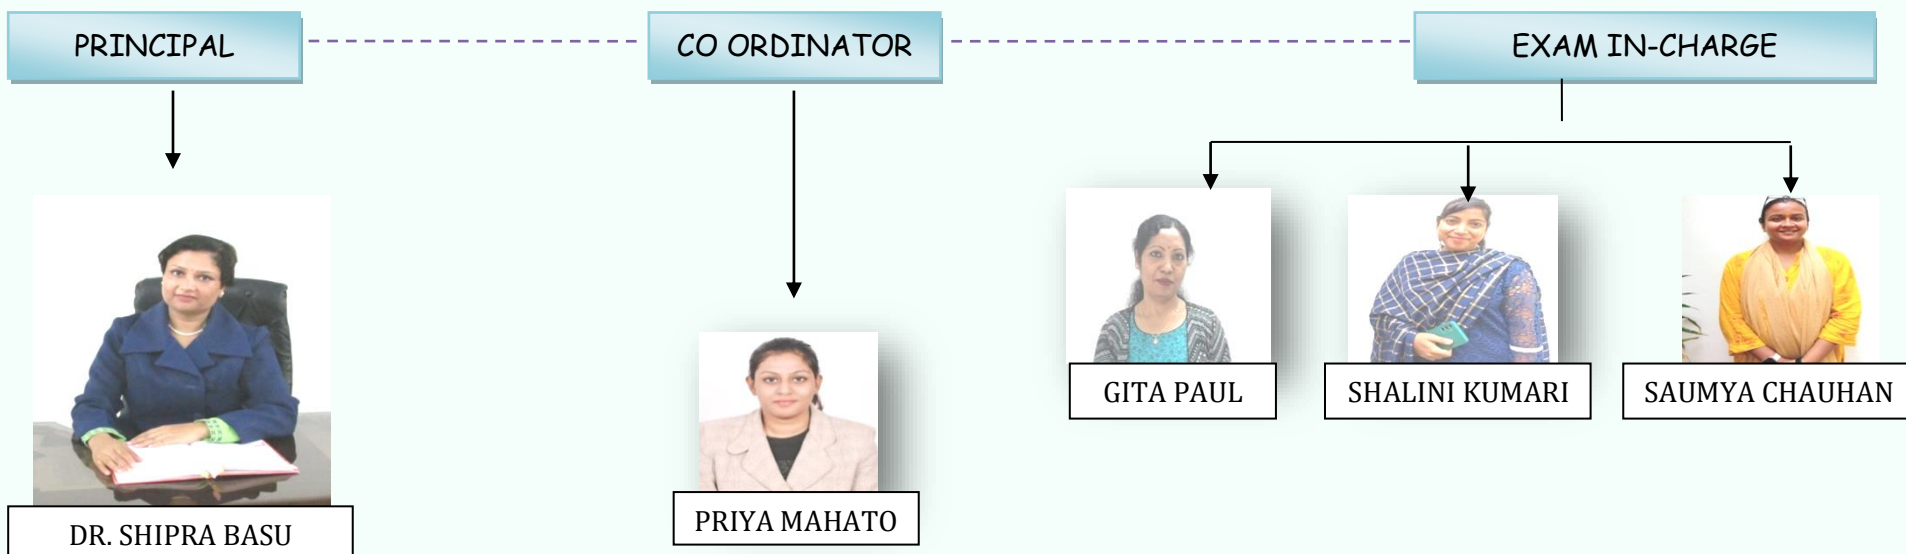 PRINCIPAL
CO ORDINATOR
EXAM IN-CHARGE
GITA PAUL
SHALINI KUMARI
SAUMYA CHAUHAN
PRIYA MAHATO
DR. SHIPRA BASU